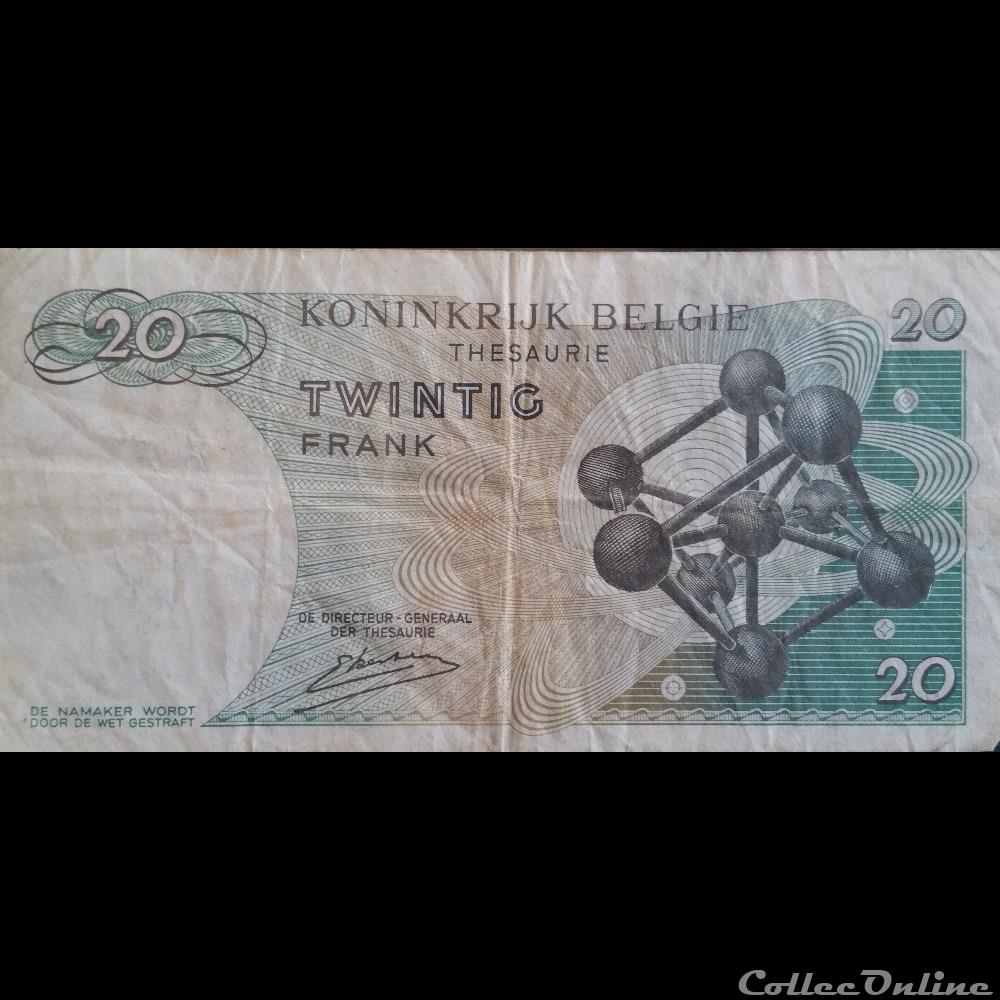 20
KONINKRIJK BELGIE
20
THESAURIE
TWINTIG
FRANK
DE DIRECTEUR-GENERAAL
DER THESAURIE
20
DE NAMAKER WORDT
DOOR DE WET GESTRAFT
CollecOnline